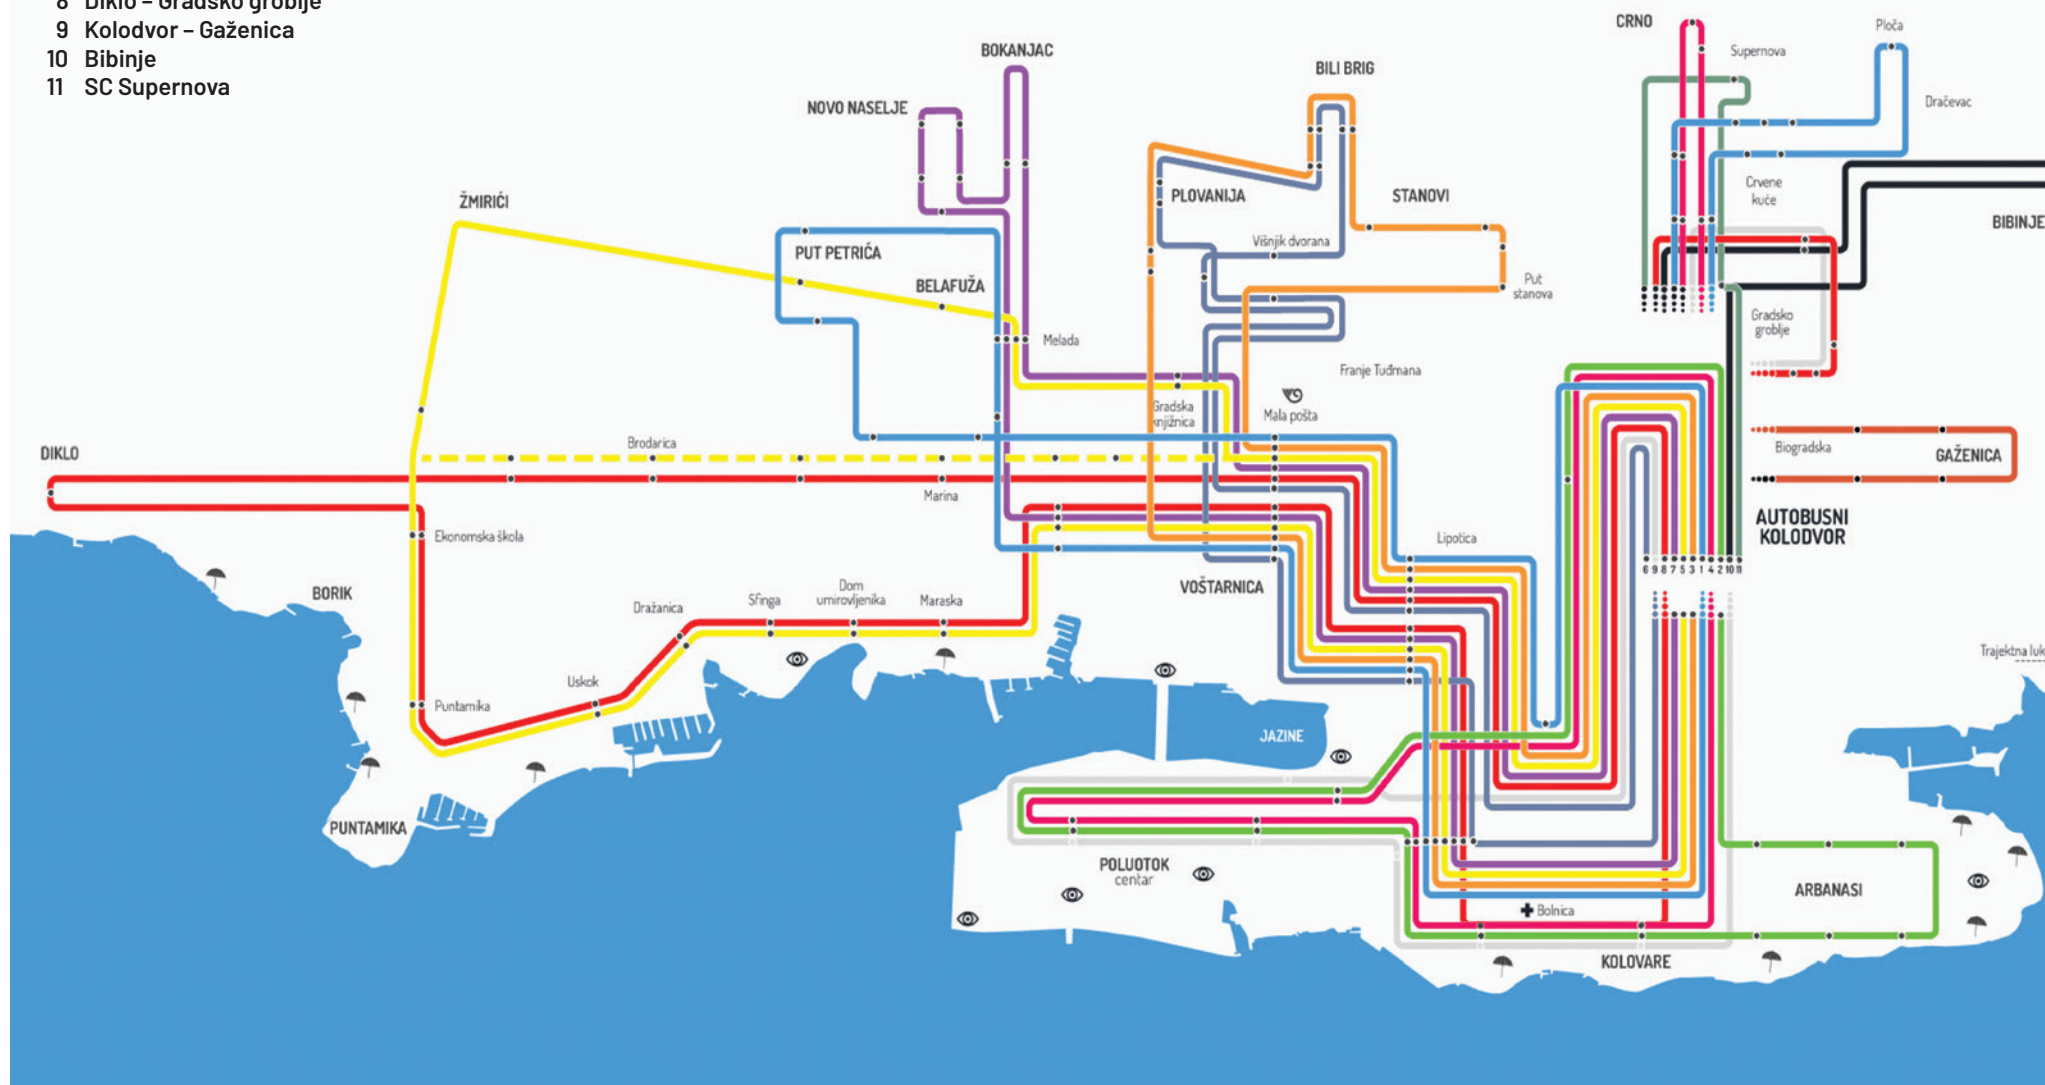 8 Diklo – Gradsko groblje
9 Kolodvor – Gaženica
10 Bibinje
11 SC Supernova
CRNO
Ploča
Supernova
BOKANJAC
BILI BRIG
NOVO NASELJE
Dračevac
ŽMIRIĆI
PLOVANIJA
STANOVI
Crvene
kuće
BIBINJE
PUT PETRIĆA
Višnjik dvorana
BELAFUŽA
Put
stanova
Gradsko
groblje
Melada
Franje Tuđmana
Gradska
knjižnica
Mala pošta
Brodarica
DIKLO
Biogradska
GAŽENICA
Marina
AUTOBUSNI
KOLODVOR
Ekonomska škola
Lipotica
6 9 8 7 5 3 1 4 2 10 11
BORIK
Dražanica
Sfinga
Dom
umirovljenika
Maraska
VOŠTARNICA
Trajektna luk
Uskok
Puntamika
JAZINE
PUNTAMIKA
POLUOTOK
centar
ARBANASI
Bolnica
KOLOVARE